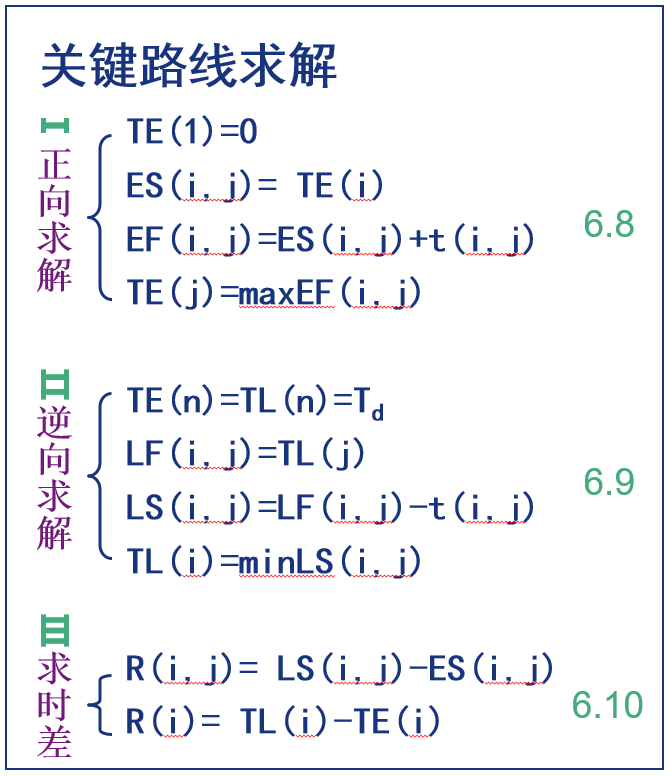 关键路线求解
I 正向求解
TE(1)=0
ES(i, j)= TE(i)
EF(i, j)=ES(i, j)+t(i, j)
TE(j)=maxEF(i, j)
6.8
II 逆向求解
TE(n)=TL(n)=Td
LF(i, j)=TL(j)
LS(i, j)=LF(i, j)-t(i, j)
TL(i)=minLS(i, j)
6.9
III 求时差
R(i, j)= LS(i, j)-ES(i, j)
R(i)= TL(i)-TE(i)
6.10